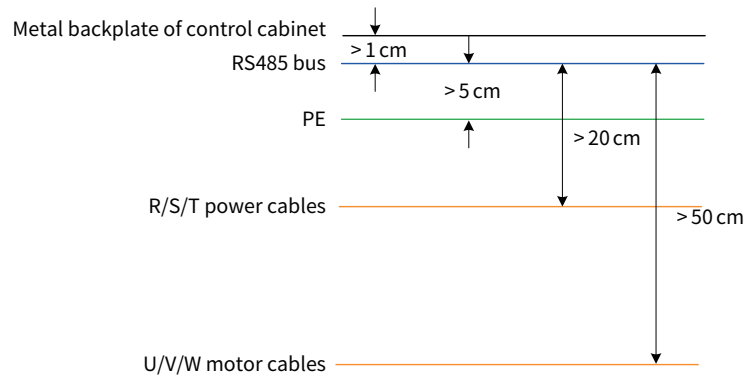 Metal backplate of control cabinet
> 1 cm
RS485 bus
> 5 cm
PE
> 20 cm
R/S/T power cables
> 50 cm
U/V/W motor cables